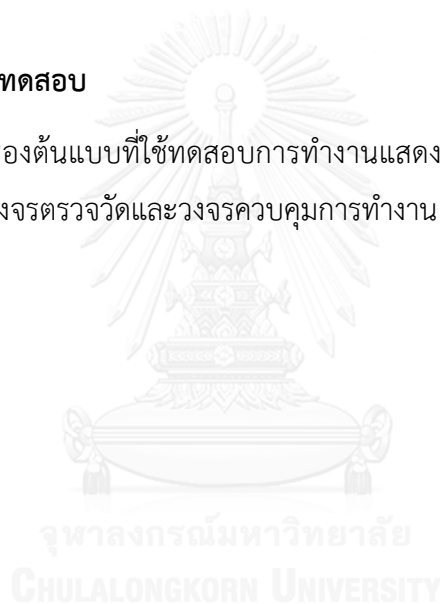 ทดสอบ
องต้นแบบที่ใช้ทดสอบการทำงานแสดง
งจรตรวจวัดและวงจรควบคุมการทำงาน
จุฬาลงกรณ์มหาวิทยาลัย
CHULALONGKORN UNIVERSITY